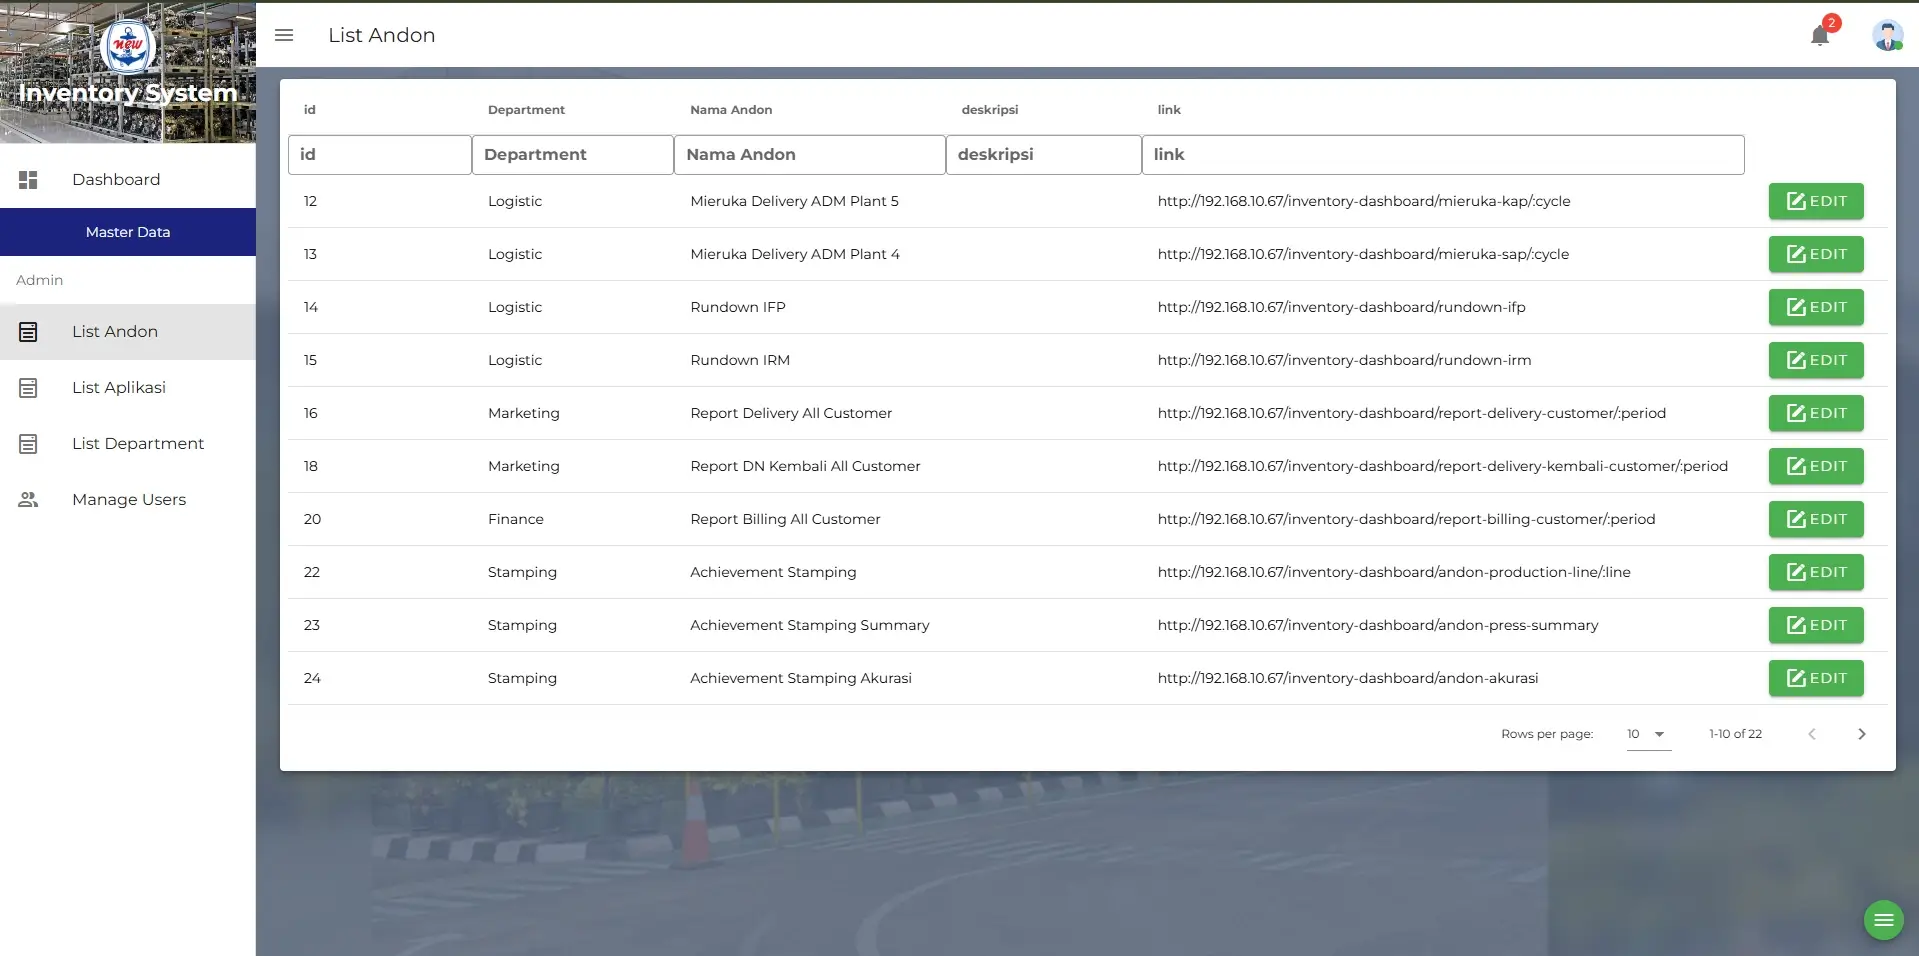 new
Inventory System
List Andon
2
Dashboard
Master Data
Admin
List Andon
List Aplikasi
List Department
Manage Users
id Department Nama Andon deskripsi link
id Department Nama Andon deskripsi link
12 Logistic Mieruka Delivery ADM Plant 5 http://192.168.10.67/inventory-dashboard/mieruka-kap/:cycle EDIT
13 Logistic Mieruka Delivery ADM Plant 4 http://192.168.10.67/inventory-dashboard/mieruka-sap/:cycle EDIT
14 Logistic Rundown IFP http://192.168.10.67/inventory-dashboard/rundown-ifp EDIT
15 Logistic Rundown IRM http://192.168.10.67/inventory-dashboard/rundown-irm EDIT
16 Marketing Report Delivery All Customer http://192.168.10.67/inventory-dashboard/report-delivery-customer/:period EDIT
18 Marketing Report DN Kembali All Customer http://192.168.10.67/inventory-dashboard/report-delivery-kembali-customer/:period EDIT
20 Finance Report Billing All Customer http://192.168.10.67/inventory-dashboard/report-billing-customer/:period EDIT
22 Stamping Achievement Stamping http://192.168.10.67/inventory-dashboard/andon-production-line/:line EDIT
23 Stamping Achievement Stamping Summary http://192.168.10.67/inventory-dashboard/andon-press-summary EDIT
24 Stamping Achievement Stamping Akurasi http://192.168.10.67/inventory-dashboard/andon-akurasi EDIT
Rows per page: 10 1-10 of 22